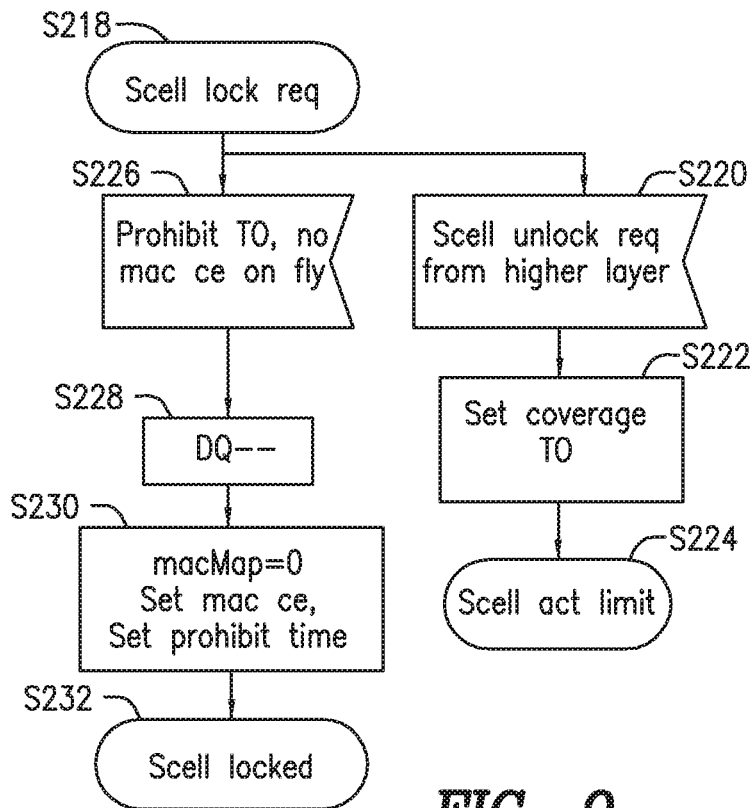 S218
Scell lock req
S226
Prohibit TO, no
mac ce on fly
S220
Scell unlock req
from higher layer
S222
Set coverage
TO
S228
DQ--
S230
macMap=0
Set mac ce,
Set prohibit time
S224
Scell act limit
S232
Scell locked
FIG. 9